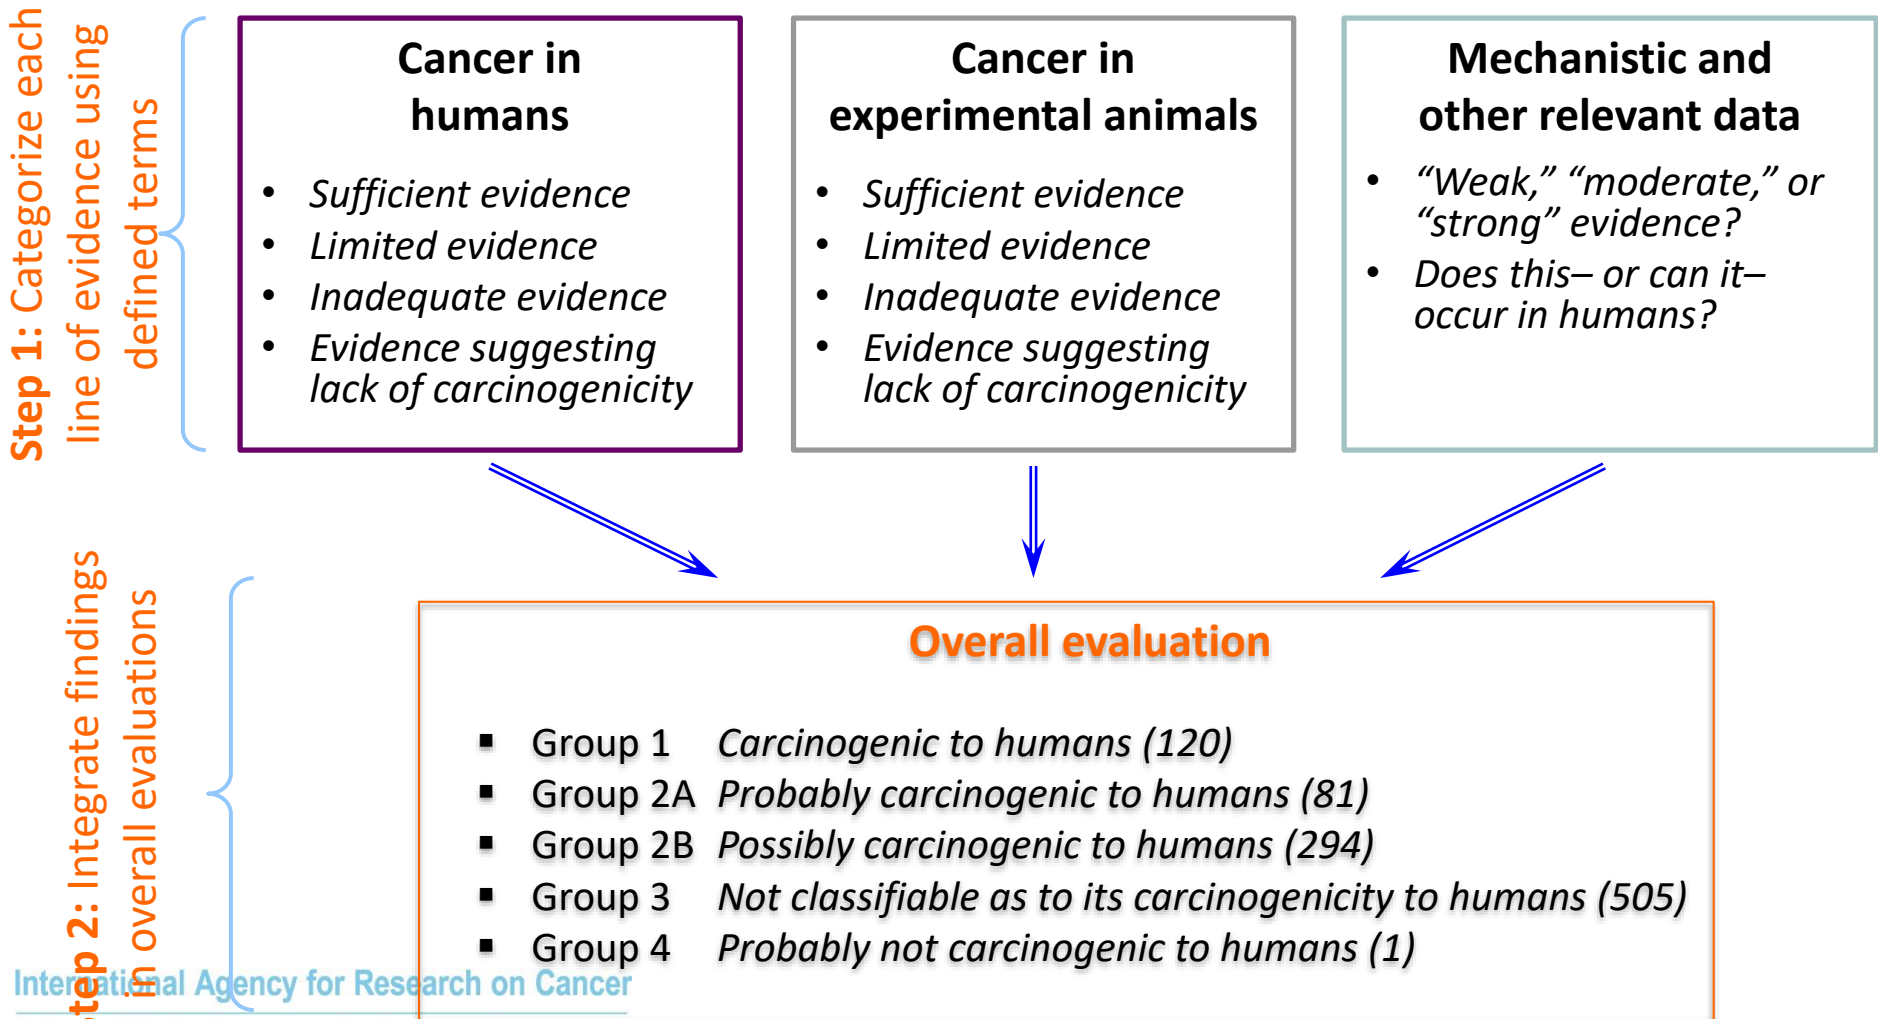 Step 1: Categorize each
line of evidence using
defined terms
Cancer in
humans
• Sufficient evidence
• Limited evidence
• Inadequate evidence
• Evidence suggesting
lack of carcinogenicity
Cancer in
experimental animals
• Sufficient evidence
• Limited evidence
• Inadequate evidence
• Evidence suggesting
lack of carcinogenicity
Mechanistic and
other relevant data
• “Weak,” “moderate,” or
“strong” evidence?
• Does this– or can it–
occur in humans?
Step 2: Integrate findings
in overall evaluations
Overall evaluation
▪ Group 1 Carcinogenic to humans (120)
▪ Group 2A Probably carcinogenic to humans (81)
▪ Group 2B Possibly carcinogenic to humans (294)
▪ Group 3 Not classifiable as to its carcinogenicity to humans (505)
▪ Group 4 Probably not carcinogenic to humans (1)
International Agency for Research on Cancer